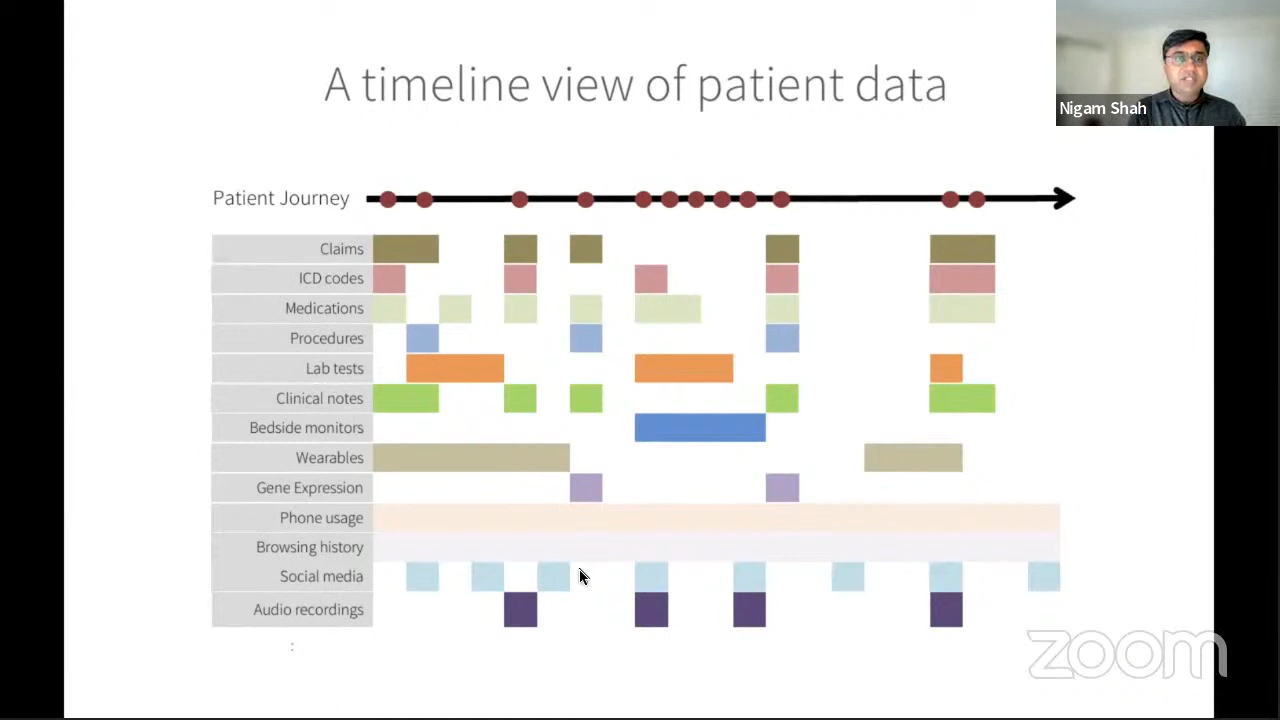 A timeline view of patient data
Nigam Shah
Patient Journey
Claims
ICD codes
Medications
Procedures
Lab tests
Clinical notes
Bedside monitors
Wearables
Gene Expression
Phone usage
Browsing history
Social media
Audio recordings
:
zoom